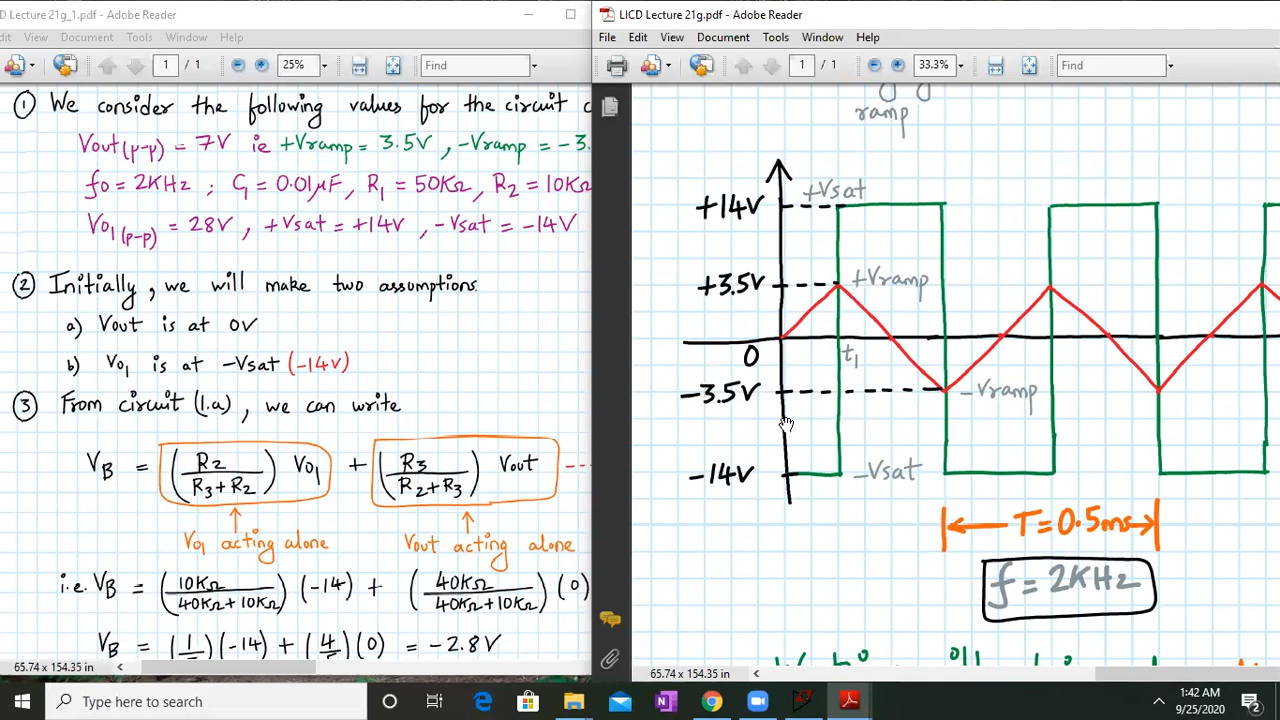 D Lecture 21g_1.pdf - Adobe Reader
dit View Document Tools Window Help
1 / 1 25% Find
① We consider the following values for the circuit
Vout(p-p) = 7V ie +Vramp = 3.5V, -Vramp = -3.
f0 = 2KHz ; C1 = 0.01μF, R1 = 50KΩ, R2 = 10KΩ
Vo1(p-p) = 28V, +Vsat = +14V, -Vsat = -14V
② Initially, we will make two assumptions.
a) Vout is at 0V
b) Vo1 is at -Vsat (-14V)
③ From circuit (1.a), we can write
VB = (R2 / R3 + R2) Vo1 + (R3 / R2 + R3) Vout ---
Vo1 acting alone Vout acting alone
i.e. VB = (10KΩ / 40KΩ + 10KΩ) (-14) + (40KΩ / 40KΩ + 10KΩ) (0)
VB = (1/ ) (-14) + (4/ ) (0) = -2.8V
65.74 x 154.35 in
LICD Lecture 21g.pdf - Adobe Reader
File Edit View Document Tools Window Help
1 / 1 33.3% Find
ramp
+Vsat
+14V
+3.5V +Vramp
0 t1
-3.5V -Vramp
-14V -Vsat
T = 0.5ms
f = 2KHz
65.74 x 154.35 in
Type here to search
1:42 AM
9/25/2020
2